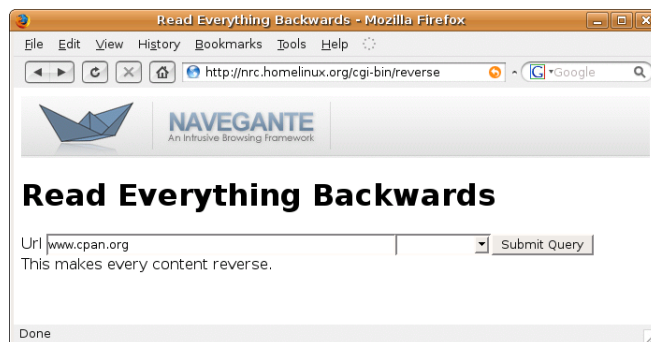 Read Everything Backwards - Mozilla Firefox
File Edit View History Bookmarks Tools Help
http://nrc.homelinux.org/cgi-bin/reverse G Google
NAVEGANTE
An Intrusive Browsing Framework
Read Everything Backwards
Url www.cpan.org Submit Query
This makes every content reverse.
Done